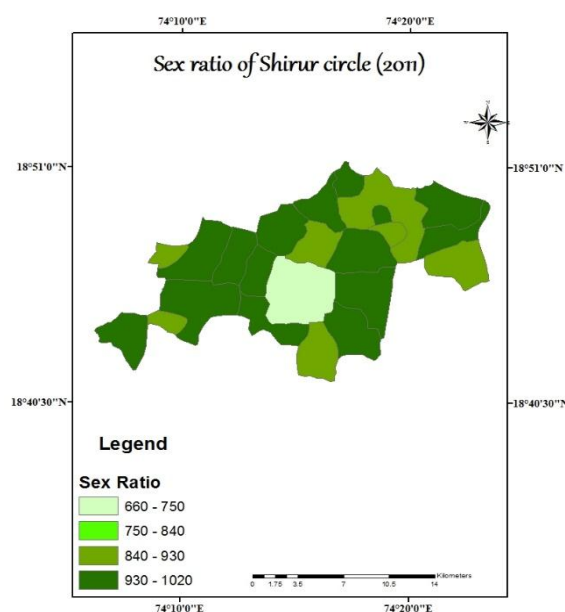 74°10'0"E 74°20'0"E
Sex ratio of Shirur circle (2011)
18°51'0"N 18°51'0"N
18°40'30"N 18°40'30"N
Legend
Sex Ratio
660 - 750
750 - 840
840 - 930
930 - 1020
Kilometers
0 1.75 3.5 7 10.5 14
74°10'0"E 74°20'0"E